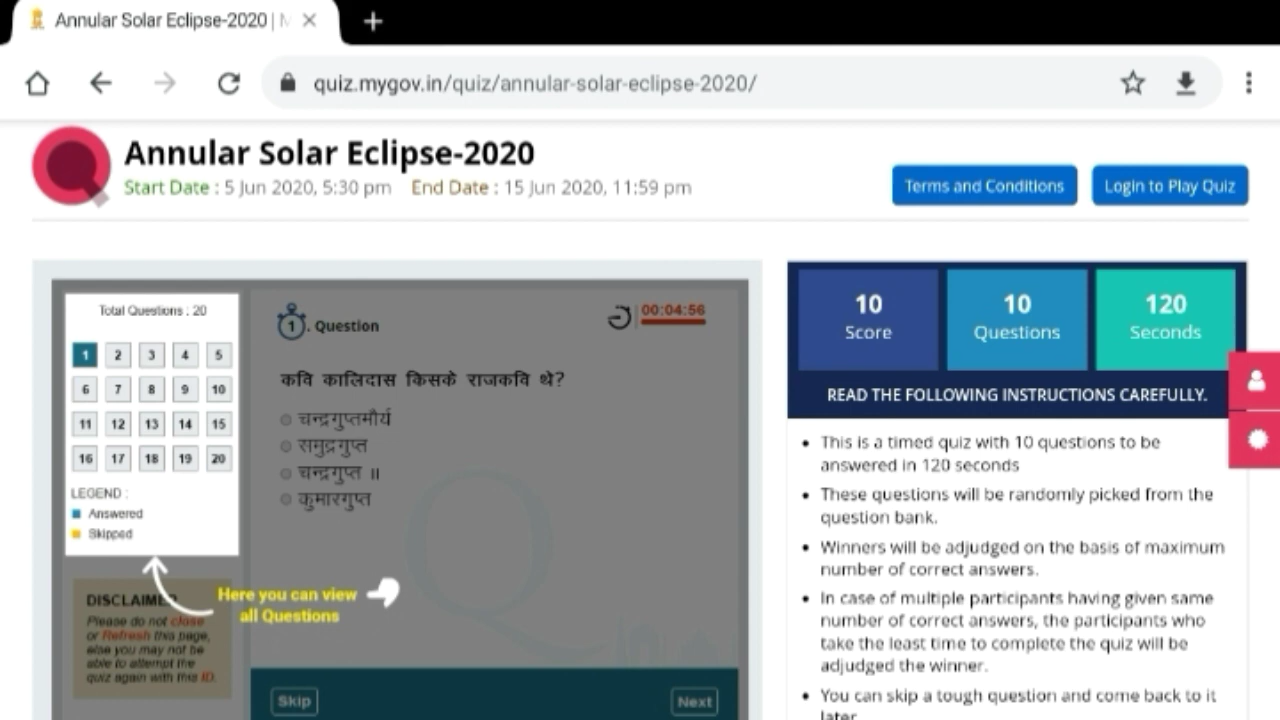 Annular Solar Eclipse-2020 | M
quiz.mygov.in/quiz/annular-solar-eclipse-2020/
Annular Solar Eclipse-2020
Start Date : 5 Jun 2020, 5:30 pm End Date : 15 Jun 2020, 11:59 pm
Terms and Conditions
Login to Play Quiz
Total Questions : 20
1 2 3 4 5
6 7 8 9 10
11 12 13 14 15
16 17 18 19 20
LEGEND :
Answered
Skipped
DISCLAIME
Please do not close
or Refresh this page,
else you may not be
able to attempt the
quiz again with this ID.
Here you can view
all Questions
1 . Question
00:04:56
कवि कालिदास किसके राजकवि थे?
चन्द्रगुप्तमौर्य
समुद्रगुप्त
चन्द्रगुप्त ॥
कुमारगुप्त
Skip
Next
10
Score
10
Questions
120
Seconds
READ THE FOLLOWING INSTRUCTIONS CAREFULLY.
• This is a timed quiz with 10 questions to be
answered in 120 seconds
• These questions will be randomly picked from the
question bank.
• Winners will be adjudged on the basis of maximum
number of correct answers.
• In case of multiple participants having given same
number of correct answers, the participants who
take the least time to complete the quiz will be
adjudged the winner.
• You can skip a tough question and come back to it
later